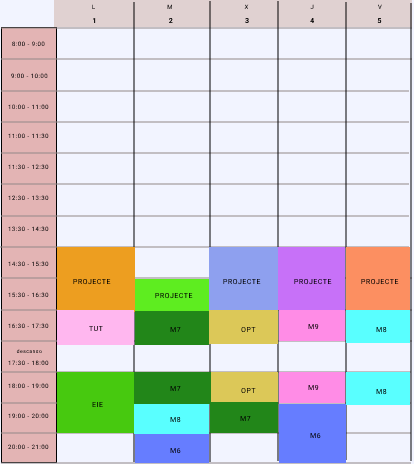 L M X J V
1 2 3 4 5
8:00 - 9:00
9:00 - 10:00
10:00 - 11:00
11:00 - 11:30
11:30 - 12:30
12:30 - 13:30
13:30 - 14:30
14:30 - 15:30
PROJECTE PROJECTE PROJECTE PROJECTE
15:30 - 16:30 PROJECTE
16:30 - 17:30 TUT M7 OPT M9 M8
descanso
17:30 - 18:00
18:00 - 19:00 M7 OPT M9 M8
EIE
19:00 - 20:00 M8 M7
M6
20:00 - 21:00 M6